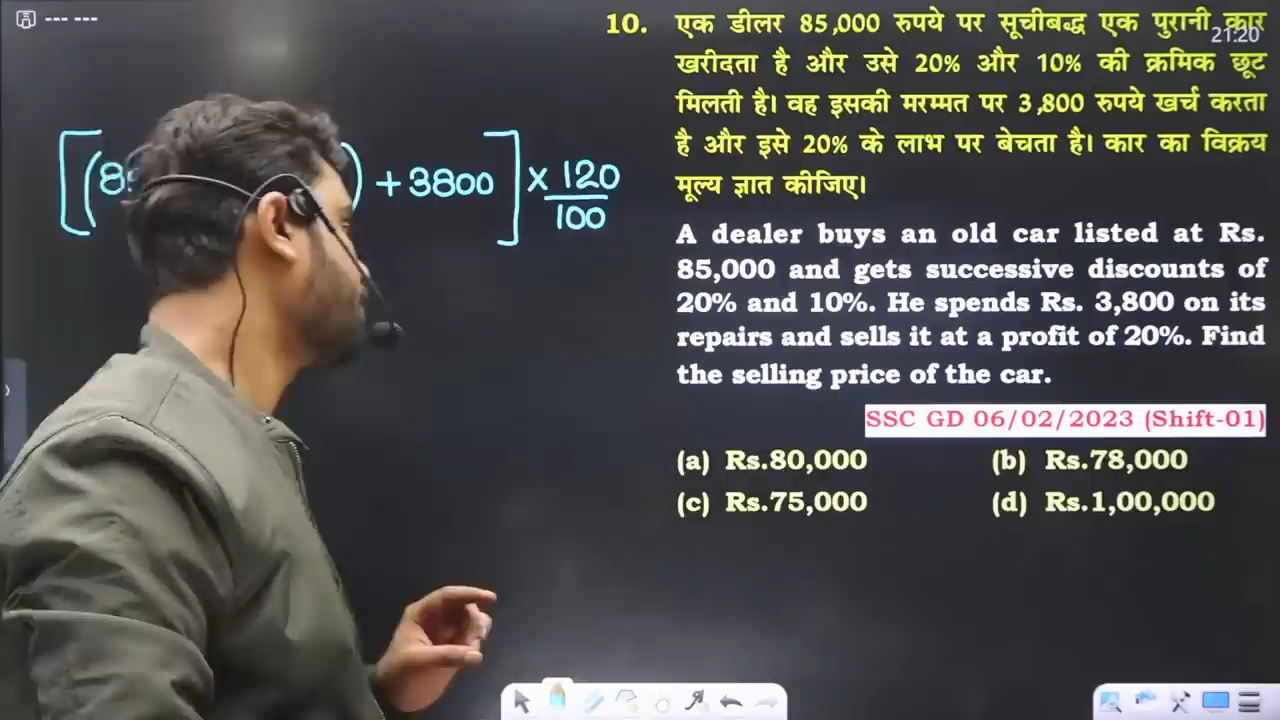 21:20
10. एक डीलर 85,000 रुपये पर सूचीबद्ध एक पुरानी कार
खरीदता है और उसे 20% और 10% की क्रमिक छूट
मिलती है। वह इसकी मरम्मत पर 3,800 रुपये खर्च करता
है और इसे 20% के लाभ पर बेचता है। कार का विक्रय
मूल्य ज्ञात कीजिए।
[(8 ) + 3800] × 120/100
A dealer buys an old car listed at Rs.
85,000 and gets successive discounts of
20% and 10%. He spends Rs. 3,800 on its
repairs and sells it at a profit of 20%. Find
the selling price of the car.
SSC GD 06/02/2023 (Shift-01)
(a) Rs.80,000 (b) Rs.78,000
(c) Rs.75,000 (d) Rs.1,00,000